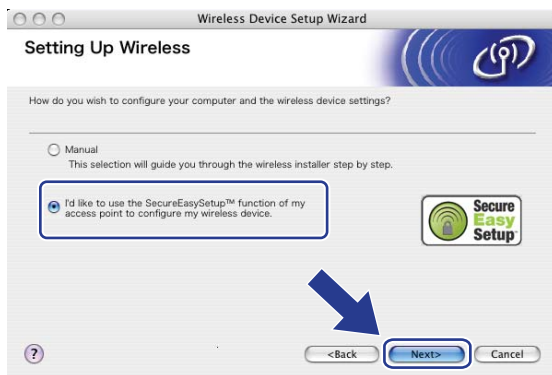 Wireless Device Setup Wizard
Setting Up Wireless
How do you wish to configure your computer and the wireless device settings?
Manual
This selection will guide you through the wireless installer step by step.
I'd like to use the SecureEasySetup™ function of my
access point to configure my wireless device.
Secure
Easy
Setup
?
<Back
Next>
Cancel